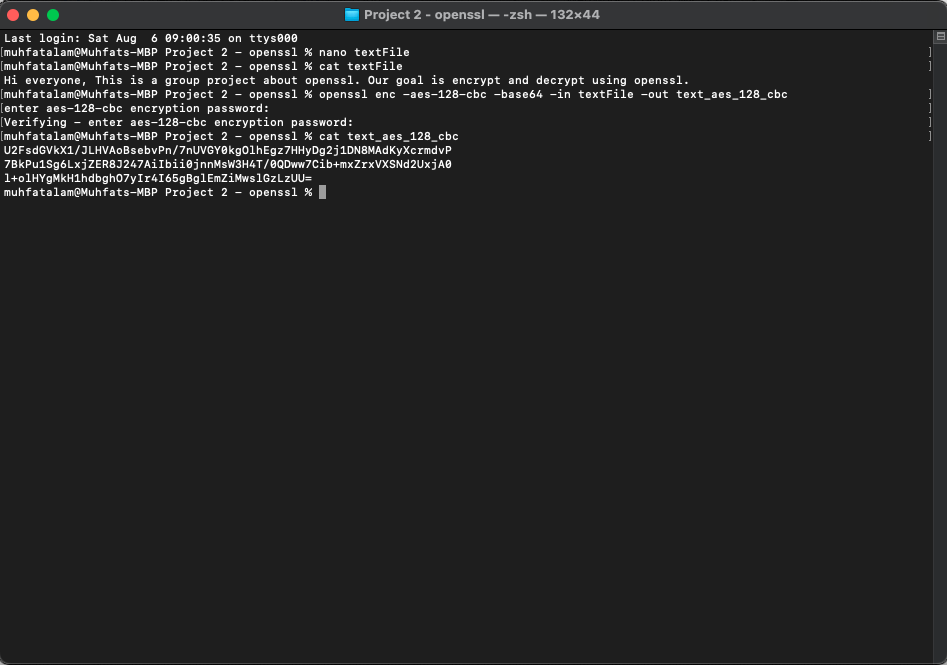 Project 2 - openssl — -zsh — 132×44
Last login: Sat Aug  6 09:00:35 on ttys000
[muhfatalam@Muhfats-MBP Project 2 - openssl % nano textFile ]
[muhfatalam@Muhfats-MBP Project 2 - openssl % cat textFile ]
Hi everyone, This is a group project about openssl. Our goal is encrypt and decrypt using openssl.
[muhfatalam@Muhfats-MBP Project 2 - openssl % openssl enc -aes-128-cbc -base64 -in textFile -out text_aes_128_cbc ]
[enter aes-128-cbc encryption password: ]
[Verifying - enter aes-128-cbc encryption password: ]
[muhfatalam@Muhfats-MBP Project 2 - openssl % cat text_aes_128_cbc ]
U2FsdGVkX1/JLHVAoBsebvPn/7nUVGY0kgOlhEgz7HHyDg2j1DN8MAdKyXcrmdvP
7BkPu1Sg6LxjZER8J247AiIbii0jnnMsW3H4T/0QDww7Cib+mxZrxVXSNd2UxjA0
l+olHYgMkH1hdbghO7yIr4I65gBglEmZiMwslGzLzUU=
muhfatalam@Muhfats-MBP Project 2 - openssl %